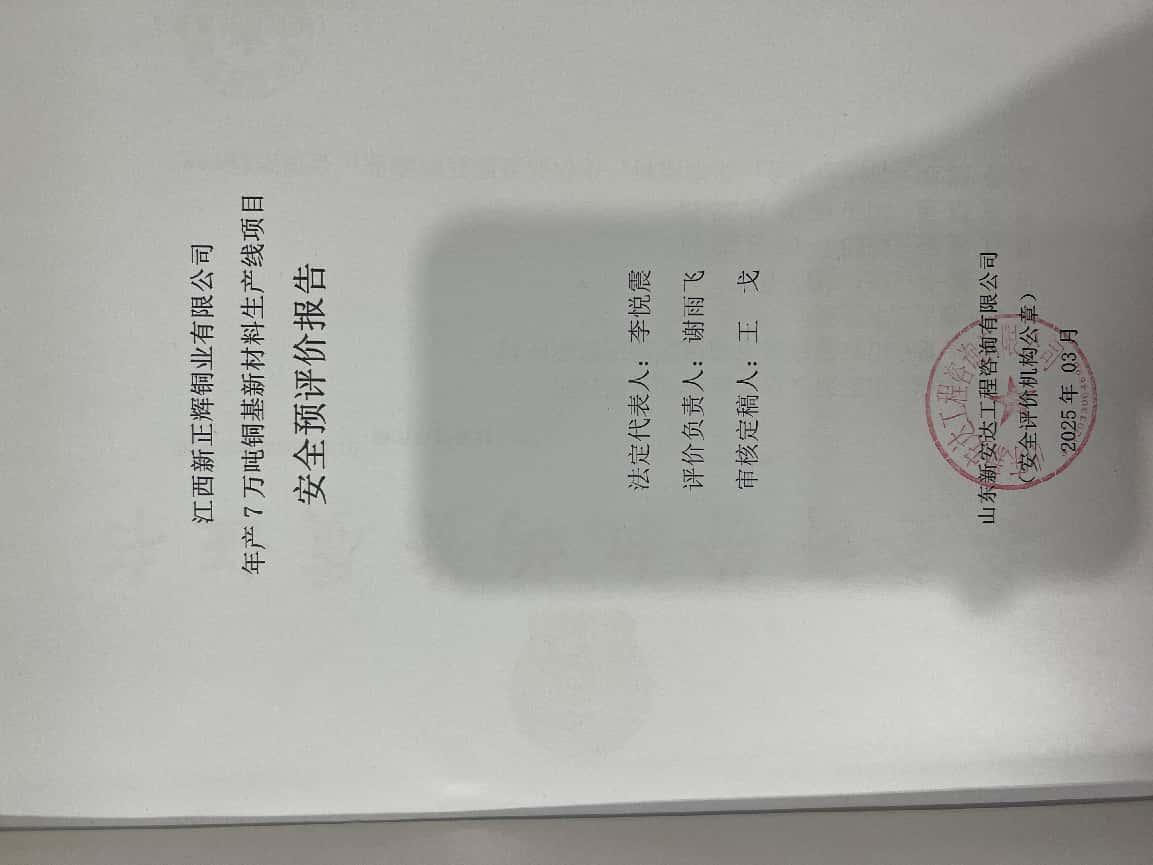 江西新正辉铜业有限公司
年产7万吨铜基新材料生产线项目
安全预评价报告
法定代表人：李悦震
评价负责人：谢雨飞
审核定稿人：王 戈
山东新安达工程咨询有限公司
（安全评价机构公章）
2025年03月